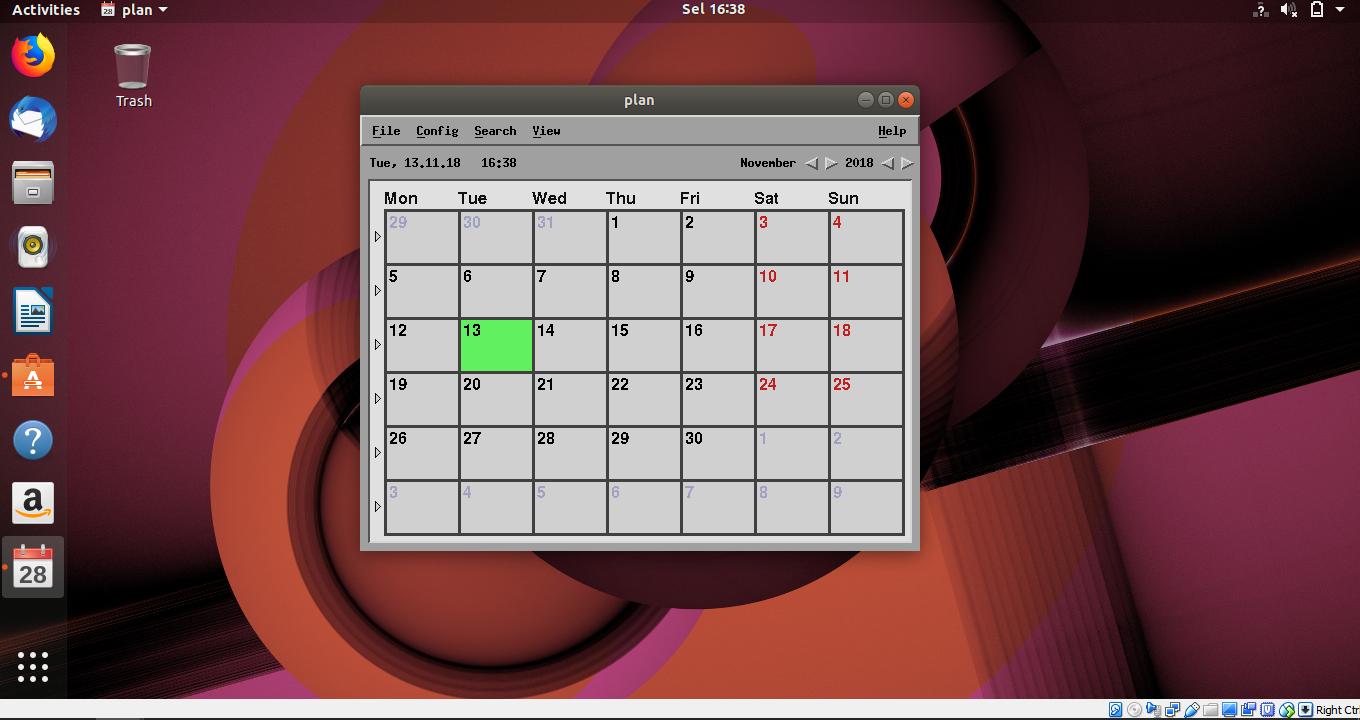 Activities plan Sel 16:38
Trash
plan
File Config Search View Help
Tue, 13.11.18 16:38 November 2018
Mon Tue Wed Thu Fri Sat Sun
29 30 31 1 2 3 4
5 6 7 8 9 10 11
12 13 14 15 16 17 18
19 20 21 22 23 24 25
26 27 28 29 30 1 2
3 4 5 6 7 8 9
a
28
Right Ctrl